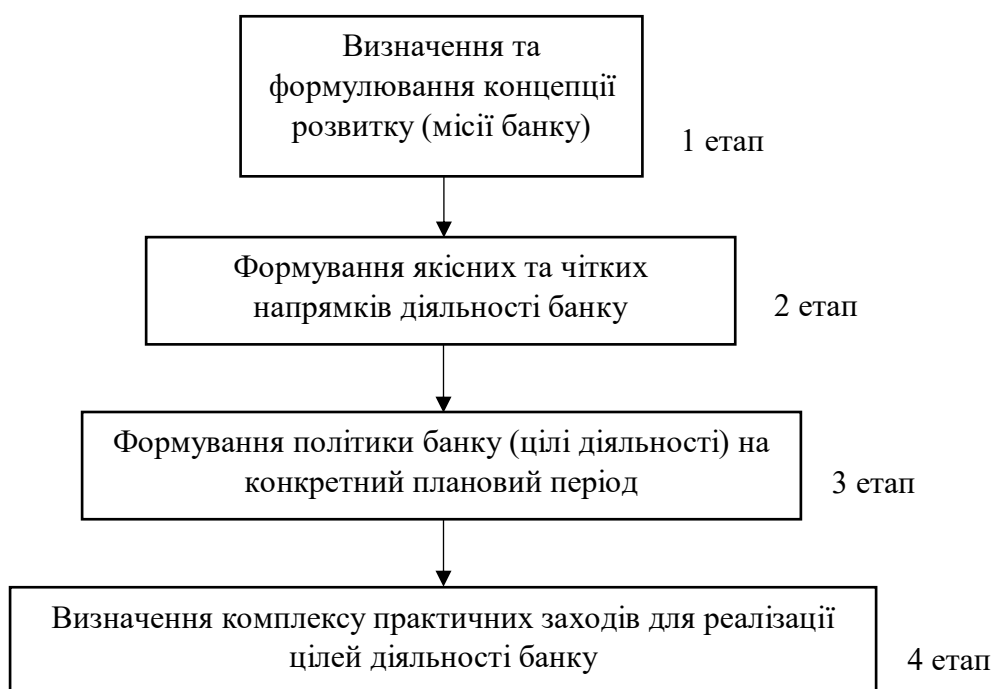 Визначення та
формулювання концепції
розвитку (місії банку)
1 етап
Формування якісних та чітких
напрямків діяльності банку
2 етап
Формування політики банку (цілі діяльності) на
конкретний плановий період
3 етап
Визначення комплексу практичних заходів для реалізації
цілей діяльності банку
4 етап